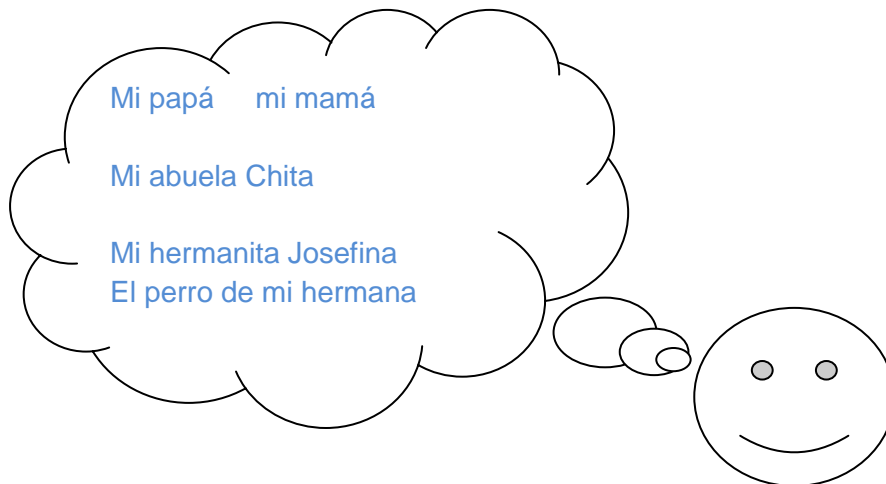 Mi papá mi mamá
Mi abuela Chita
Mi hermanita Josefina
El perro de mi hermana